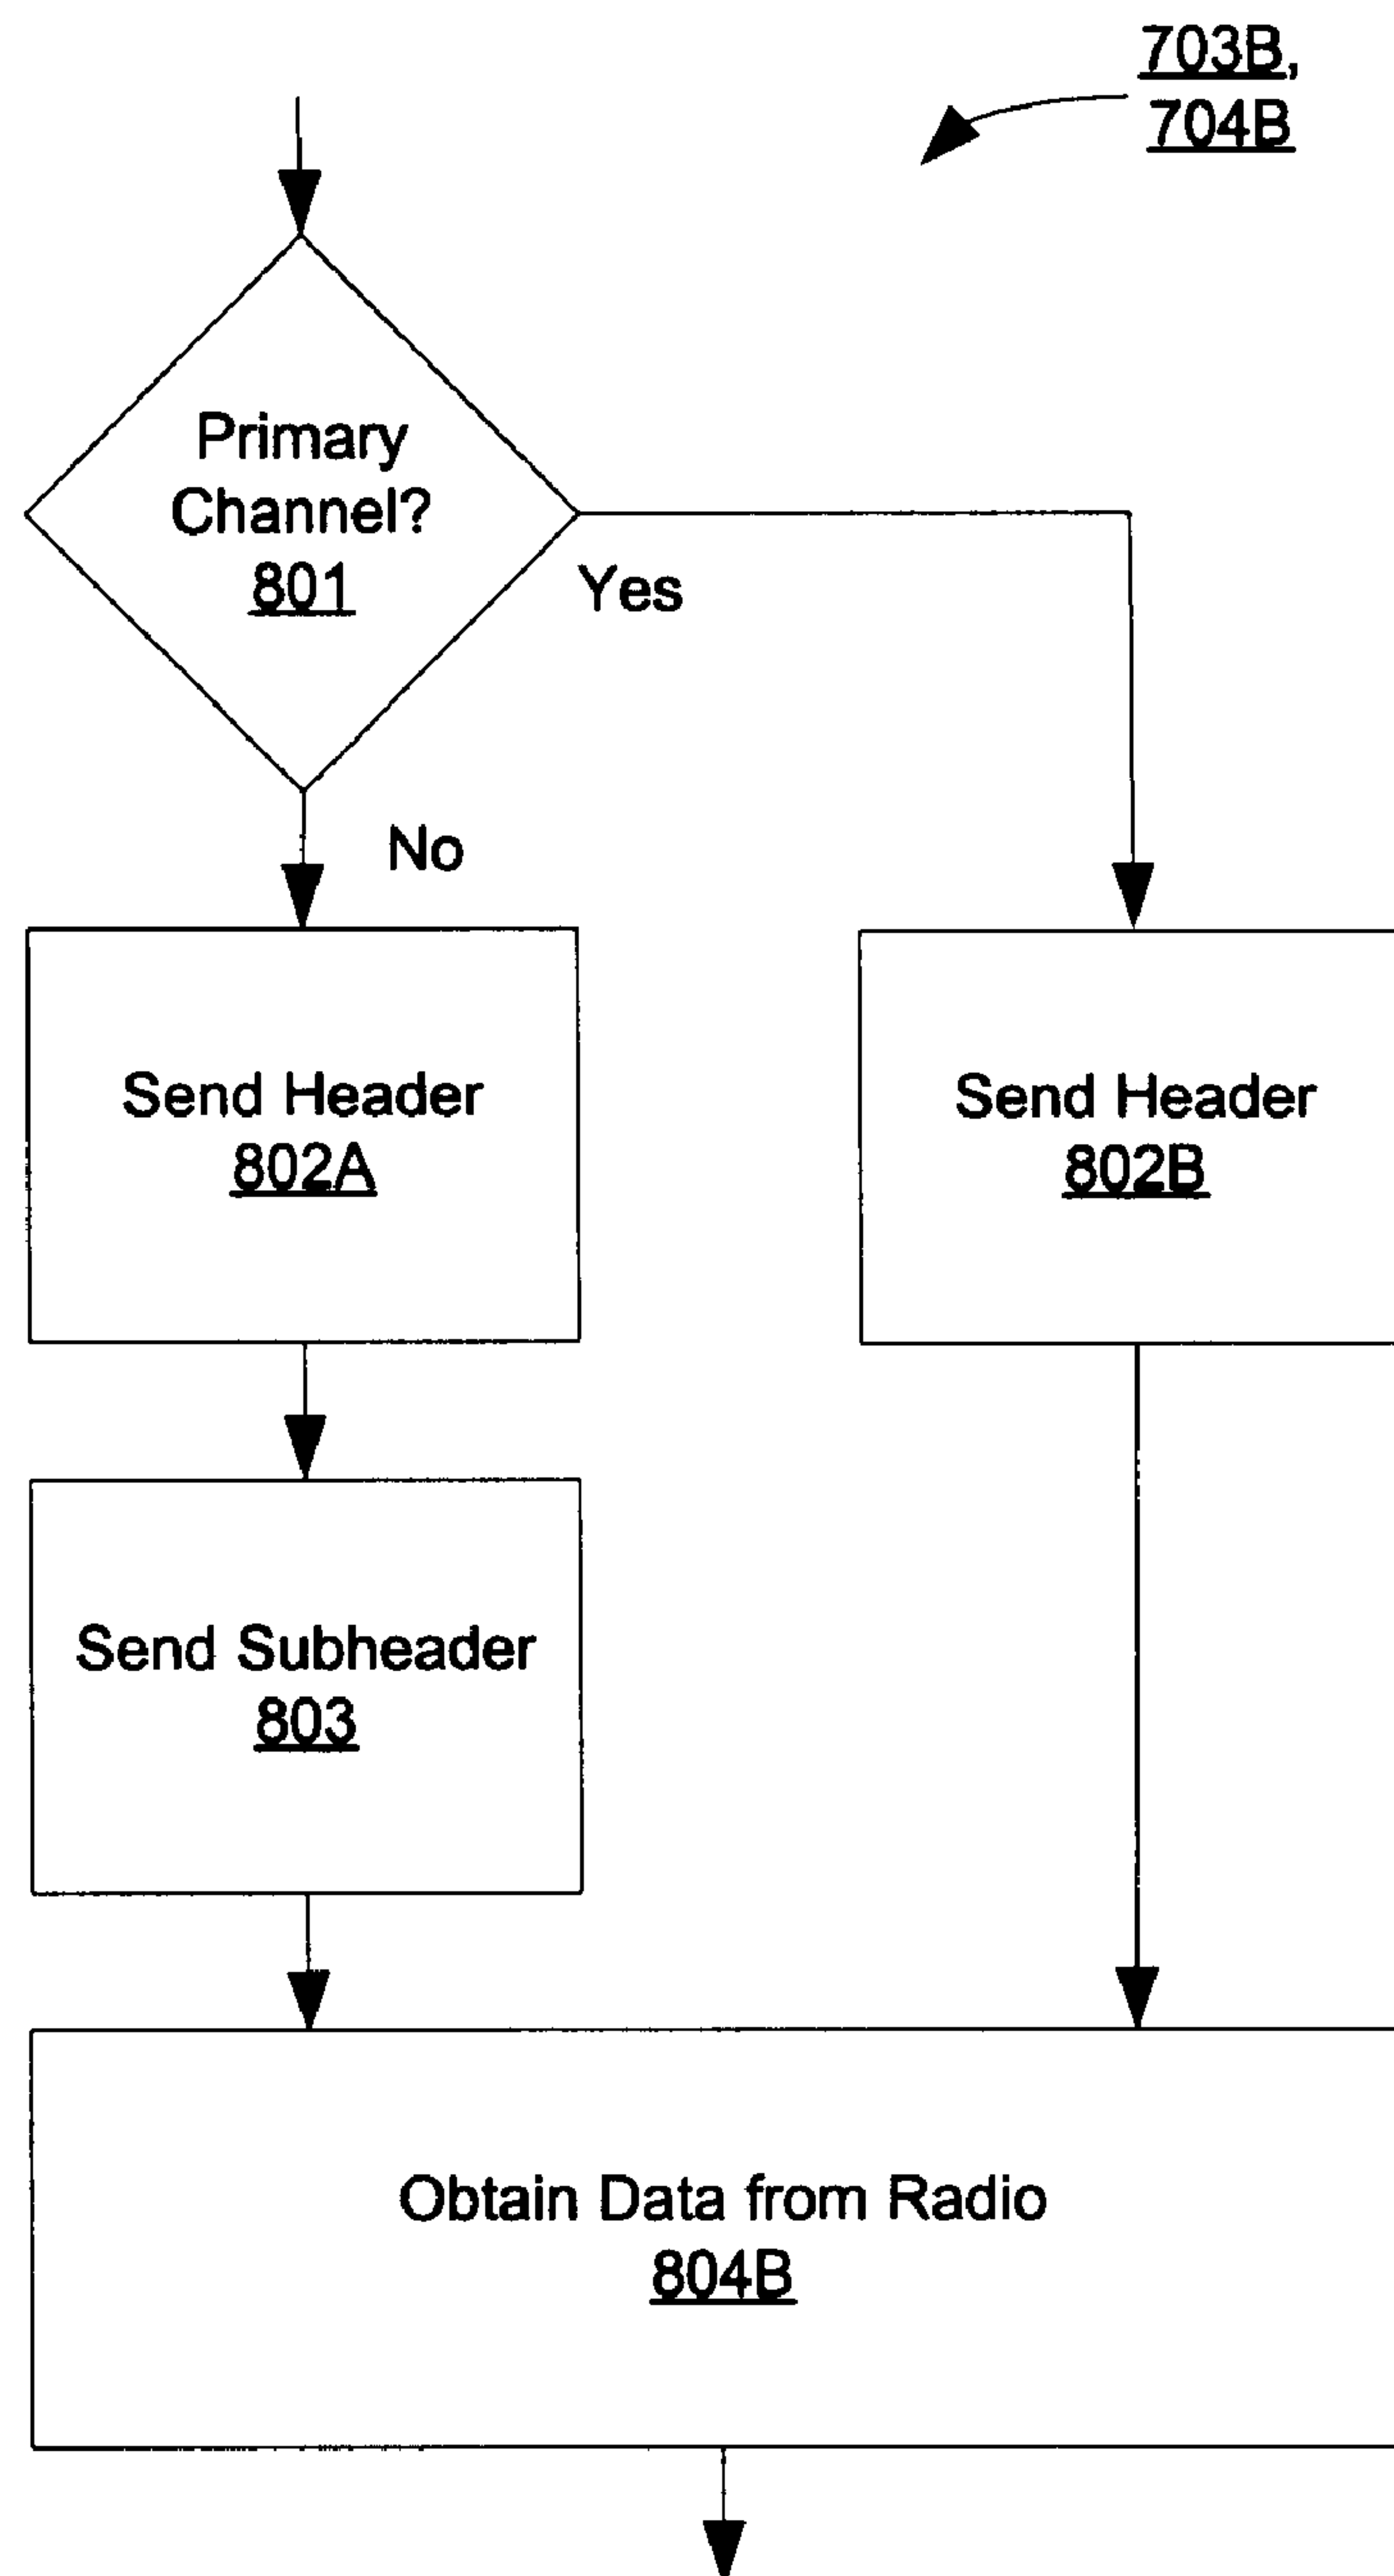 703B,
704B
Primary
Channel?
801
Yes
No
Send Header
802A
Send Header
802B
Send Subheader
803
Obtain Data from Radio
804B